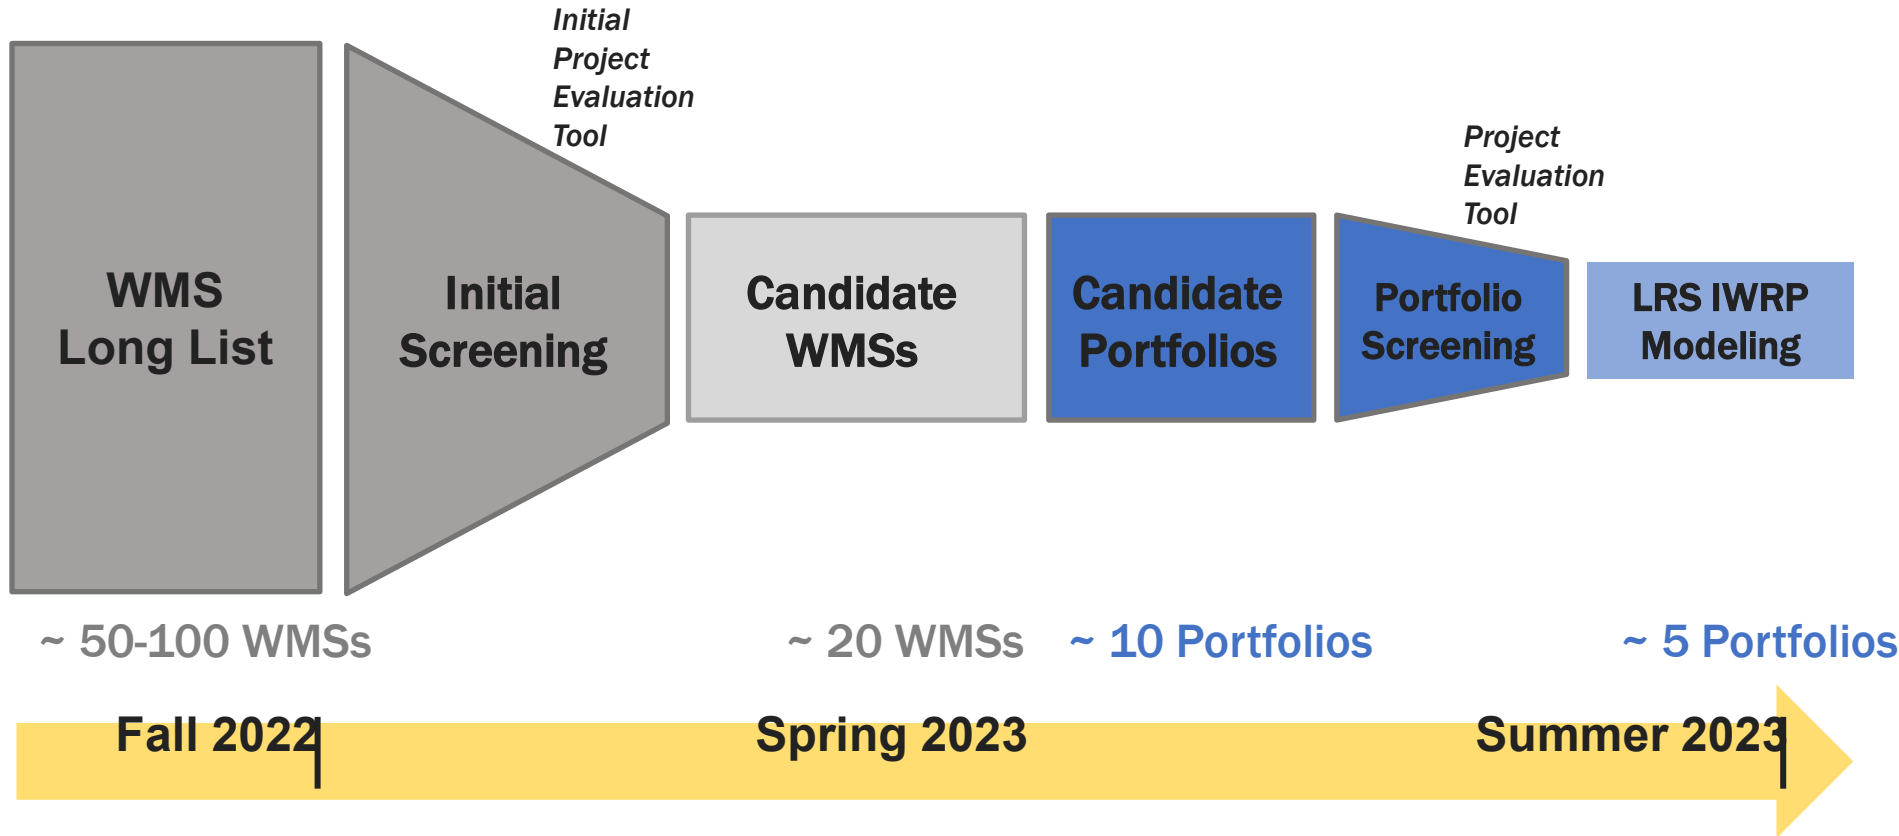 Initial
Project
Evaluation
Tool
Project
Evaluation
Tool
WMS
Long List
Initial
Screening
Candidate
WMSs
Candidate
Portfolios
Portfolio
Screening
LRS IWRP
Modeling
~ 50-100 WMSs
~ 20 WMSs
~ 10 Portfolios
~ 5 Portfolios
Fall 2022
Spring 2023
Summer 2023